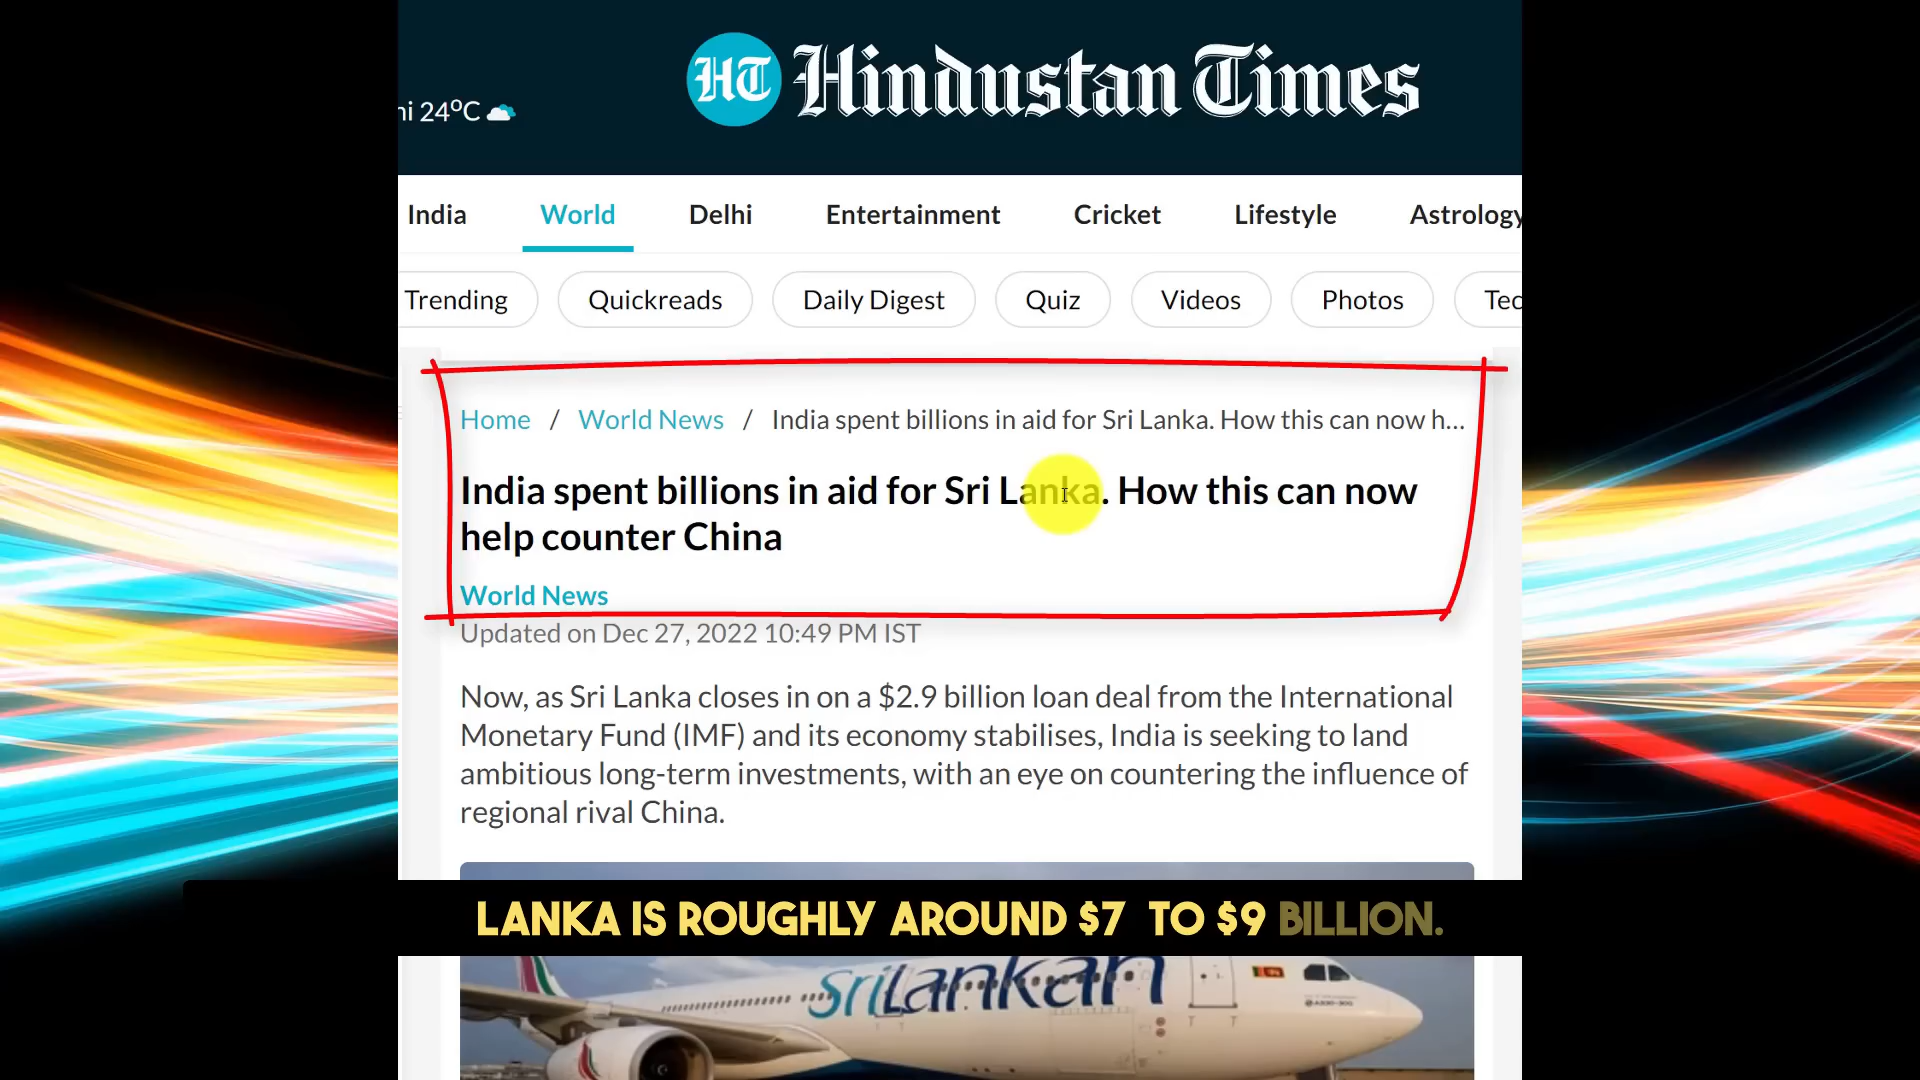 HT Hindustan Times
ni 24°C
India World Delhi Entertainment Cricket Lifestyle Astrology
Trending Quickreads Daily Digest Quiz Videos Photos Tec
Home / World News / India spent billions in aid for Sri Lanka. How this can now h...
India spent billions in aid for Sri Lanka. How this can now
help counter China
World News
Updated on Dec 27, 2022 10:49 PM IST
Now, as Sri Lanka closes in on a $2.9 billion loan deal from the International
Monetary Fund (IMF) and its economy stabilises, India is seeking to land
ambitious long-term investments, with an eye on countering the influence of
regional rival China.
LANKA IS ROUGHLY AROUND $7 TO $9 BILLION.
SriLankan